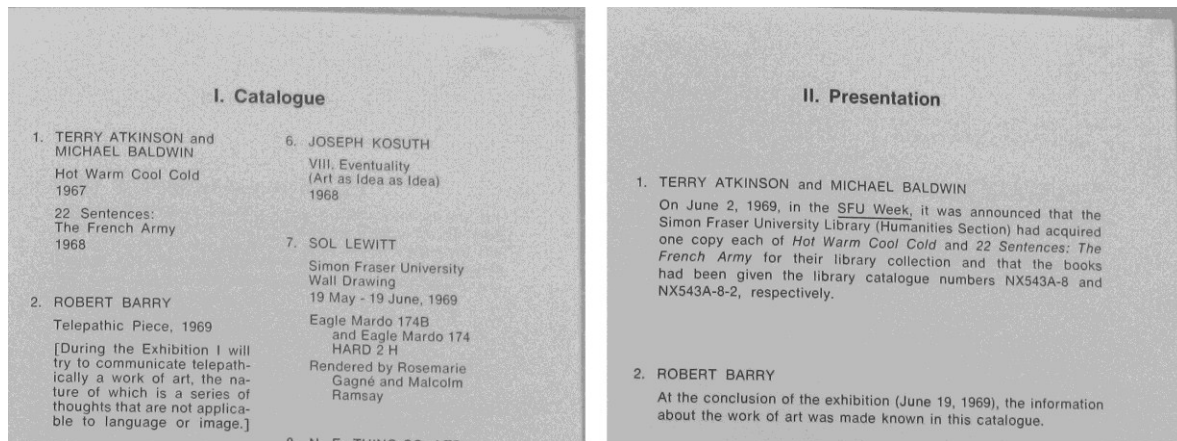 I. Catalogue
1. TERRY ATKINSON and
MICHAEL BALDWIN
Hot Warm Cool Cold
1967
22 Sentences:
The French Army
1968
2. ROBERT BARRY
Telepathic Piece, 1969
[During the Exhibition I will
try to communicate telepath-
ically a work of art, the na-
ture of which is a series of
thoughts that are not applica-
ble to language or image.]
6. JOSEPH KOSUTH
VIII. Eventuality
(Art as Idea as Idea)
1968
7. SOL LEWITT
Simon Fraser University
Wall Drawing
19 May - 19 June, 1969
Eagle Mardo 174B
and Eagle Mardo 174
HARD 2 H
Rendered by Rosemarie
Gagné and Malcolm
Ramsay
II. Presentation
1. TERRY ATKINSON and MICHAEL BALDWIN
On June 2, 1969, in the SFU Week, it was announced that the
Simon Fraser University Library (Humanities Section) had acquired
one copy each of Hot Warm Cool Cold and 22 Sentences: The
French Army for their library collection and that the books
had been given the library catalogue numbers NX543A-8 and
NX543A-8-2, respectively.
2. ROBERT BARRY
At the conclusion of the exhibition (June 19, 1969), the information
about the work of art was made known in this catalogue.